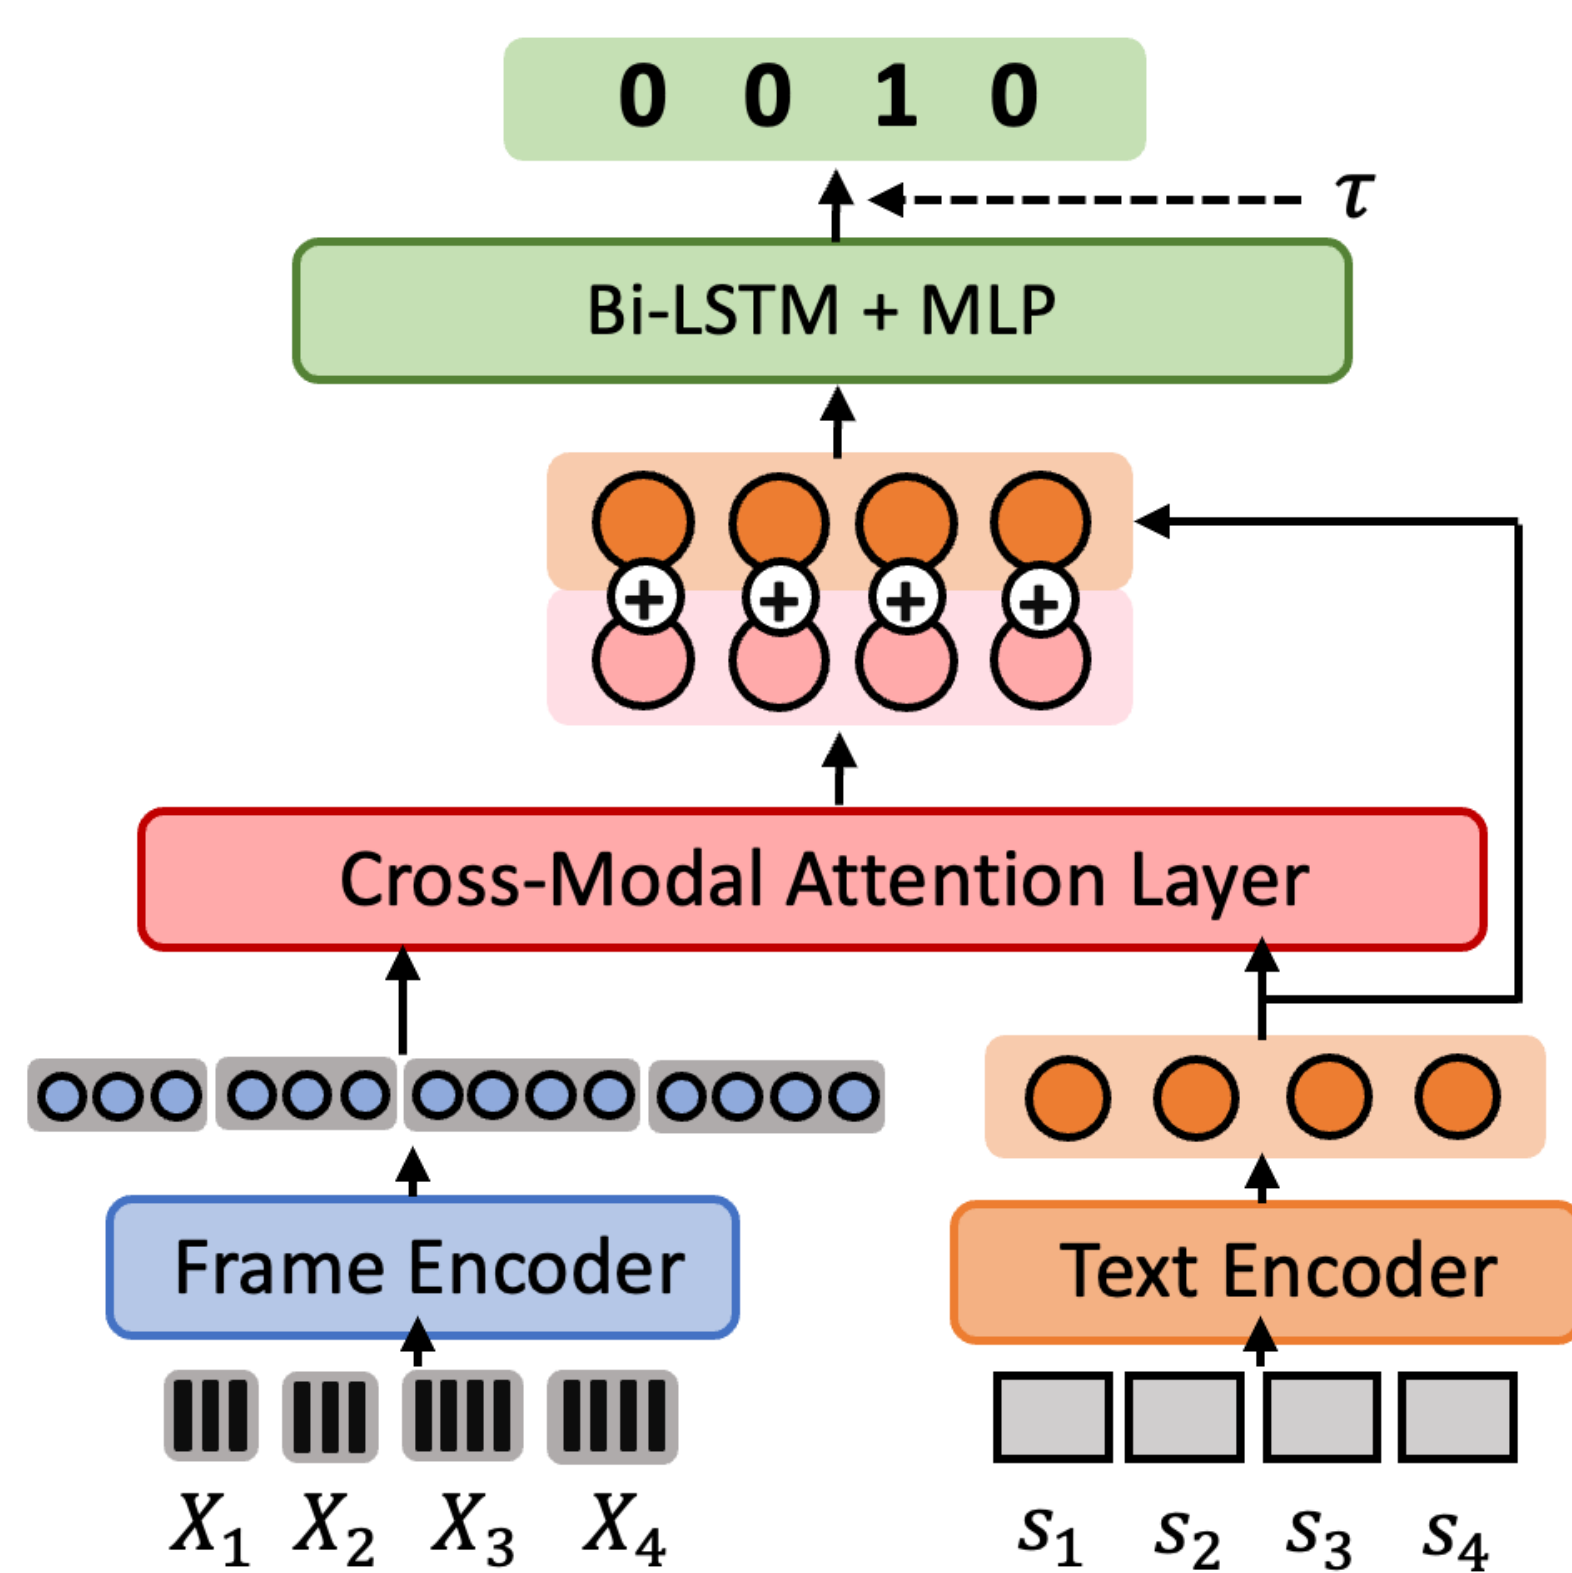 0 0 1 0
τ
Bi-LSTM + MLP
+ + + +
Cross-Modal Attention Layer
Frame Encoder Text Encoder
X₁ X₂ X₃ X₄ s₁ s₂ s₃ s₄